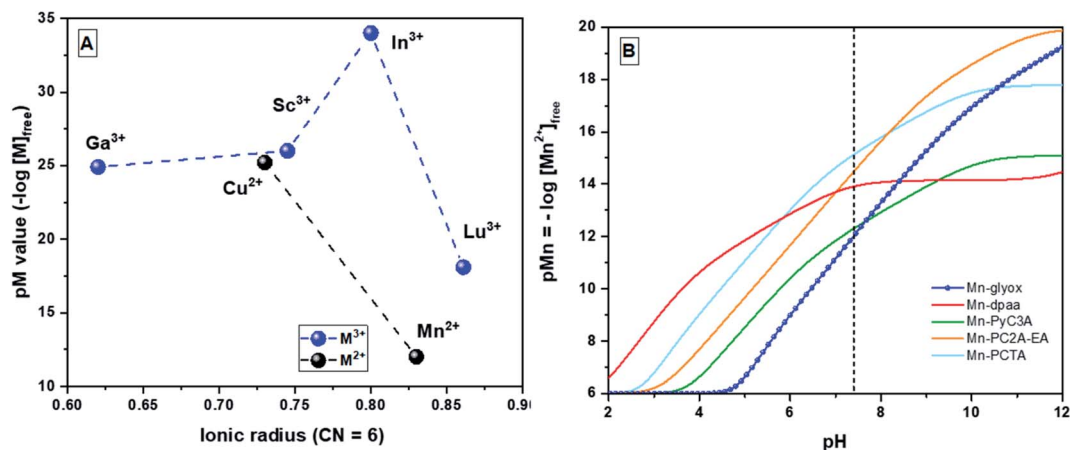 A
pM value (-log [M]free)
35
30
25
20
15
10
Ga³⁺
Sc³⁺
In³⁺
Cu²⁺
Lu³⁺
Mn²⁺
M³⁺
M²⁺
0.60 0.65 0.70 0.75 0.80 0.85 0.90
Ionic radius (CN = 6)
B
pMn = - log [Mn²⁺]free
20
18
16
14
12
10
8
6
Mn-glyox
Mn-dpaa
Mn-PyC3A
Mn-PC2A-EA
Mn-PCTA
2 4 6 8 10 12
pH